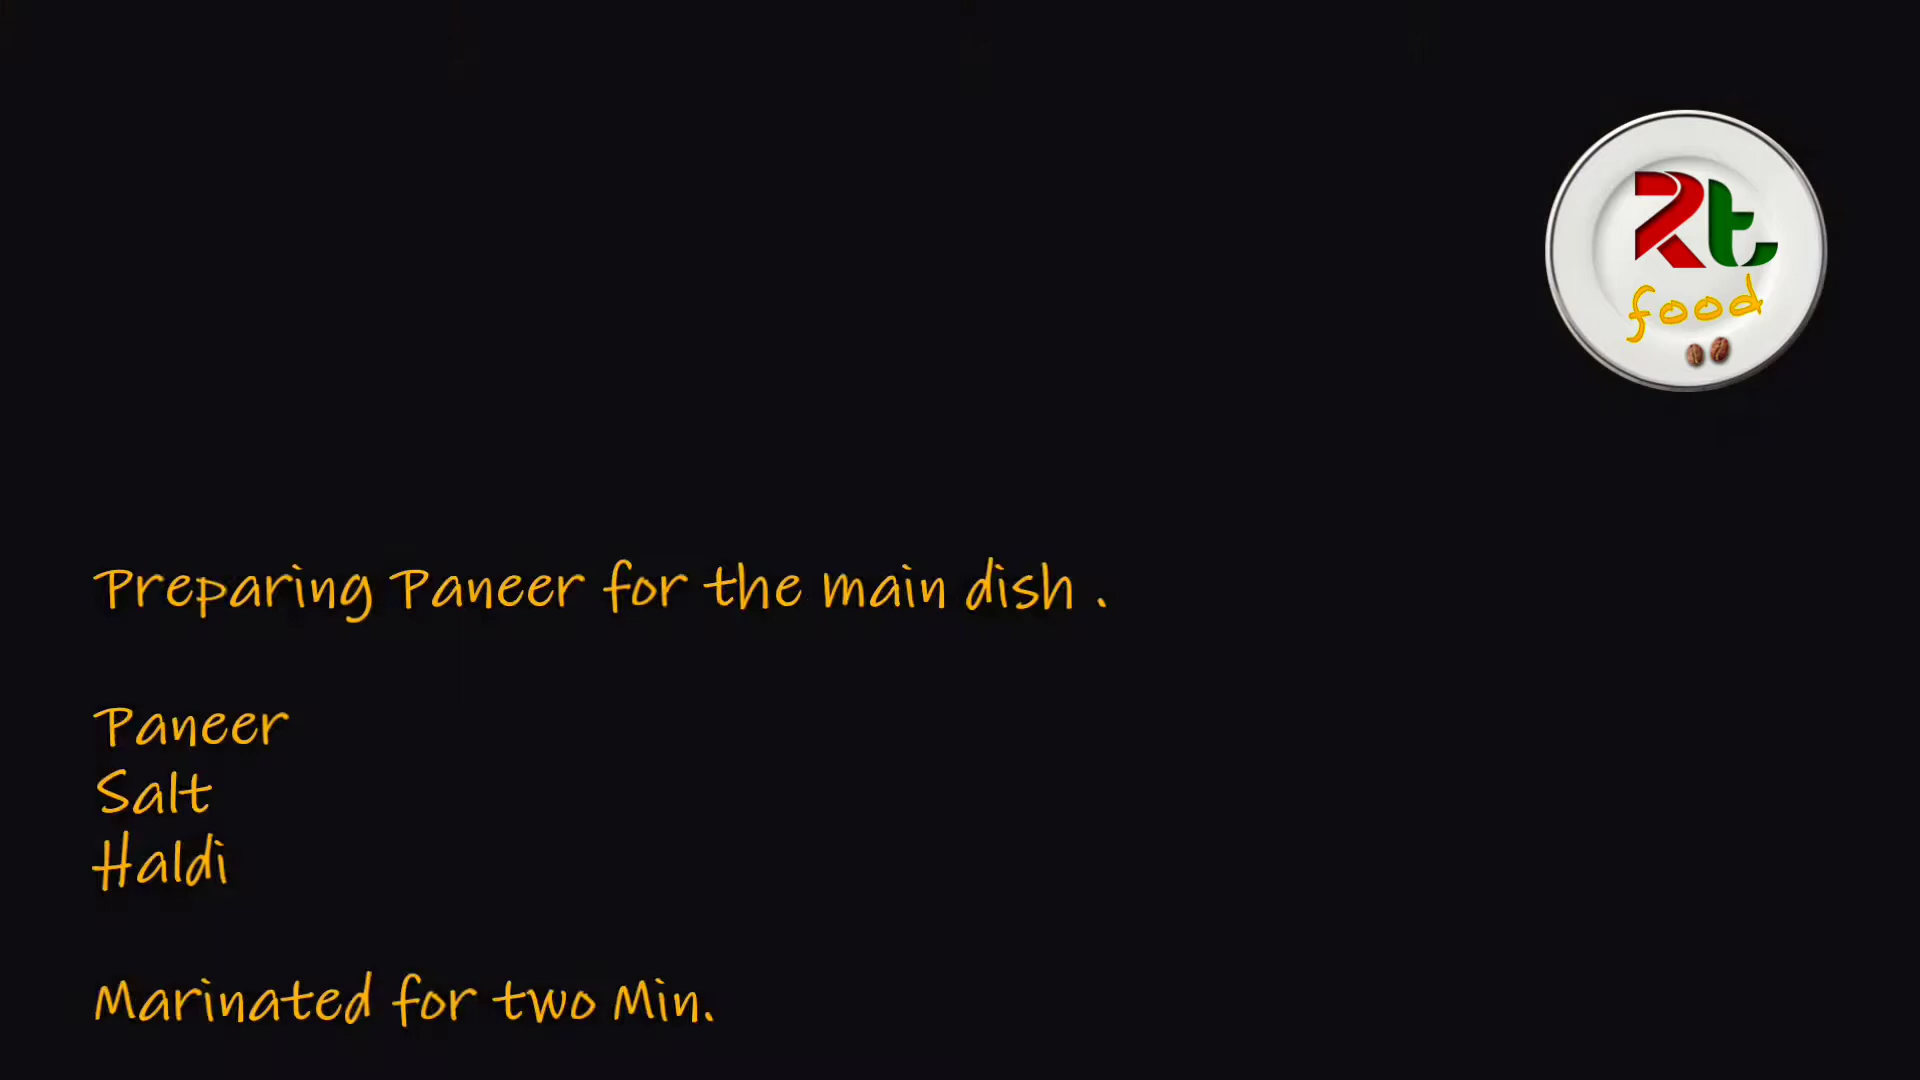 Rt
food
Preparing Paneer for the main dish .
Paneer
Salt
Haldi
Marinated for two Min.